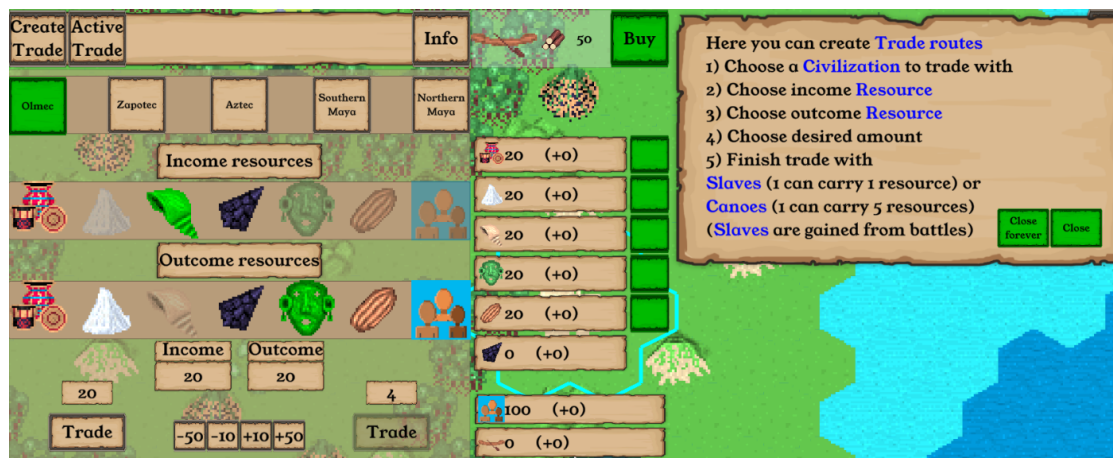 Create Trade
Active Trade
Info
50
Buy
Olmec
Zapotec
Aztec
Southern Maya
Northern Maya
Income resources
Outcome resources
Income
20
Outcome
20
20
4
Trade
-50
-10
+10
+50
Trade
20 (+0)
20 (+0)
20 (+0)
20 (+0)
20 (+0)
0 (+0)
100 (+0)
0 (+0)
Here you can create Trade routes
1) Choose a Civilization to trade with
2) Choose income Resource
3) Choose outcome Resource
4) Choose desired amount
5) Finish trade with
Slaves (1 can carry 1 resource) or
Canoes (1 can carry 5 resources)
(Slaves are gained from battles)
Close forever
Close